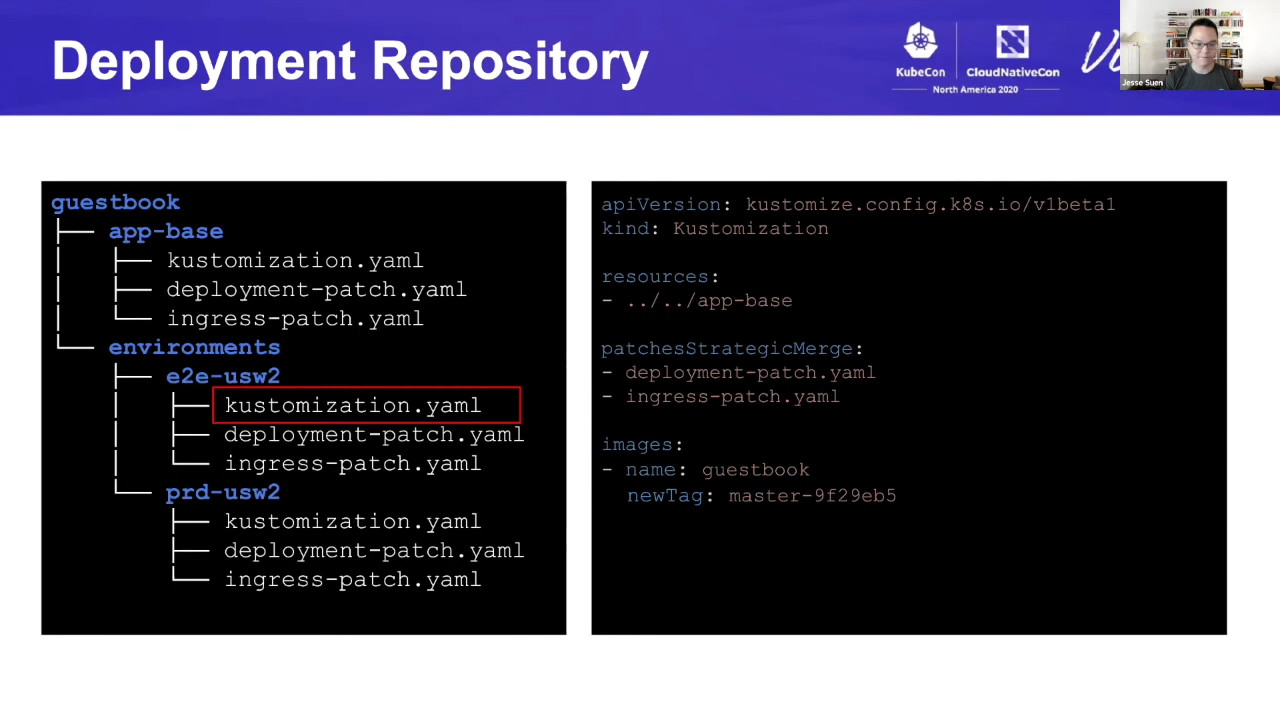 Deployment Repository
KubeCon
CloudNativeCon
North America 2020
Jesse Suen
guestbook
├── app-base
│   ├── kustomization.yaml
│   ├── deployment-patch.yaml
│   └── ingress-patch.yaml
└── environments
    ├── e2e-usw2
    │   ├── kustomization.yaml
    │   ├── deployment-patch.yaml
    │   └── ingress-patch.yaml
    └── prd-usw2
        ├── kustomization.yaml
        ├── deployment-patch.yaml
        └── ingress-patch.yaml
apiVersion: kustomize.config.k8s.io/v1beta1
kind: Kustomization
resources:
- ../../app-base
patchesStrategicMerge:
- deployment-patch.yaml
- ingress-patch.yaml
images:
- name: guestbook
  newTag: master-9f29eb5